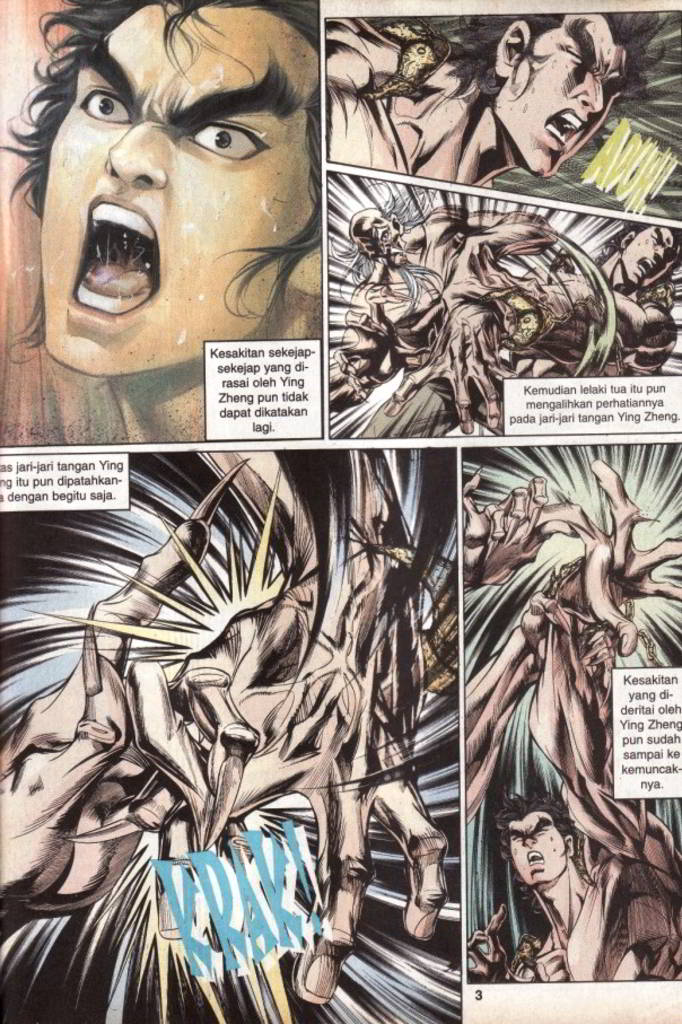 ADUH!
Kesakitan sekejap-
sekejap yang di-
rasai oleh Ying
Zheng pun tidak
dapat dikatakan
lagi.
Kemudian lelaki tua itu pun
mengalihkan perhatiannya
pada jari-jari tangan Ying Zheng.
as jari-jari tangan Ying
ng itu pun dipatahkan-
a dengan begitu saja.
KRAK!
Kesakitan
yang di-
deritai oleh
Ying Zheng
pun sudah
sampai ke
kemuncak-
nya.
3